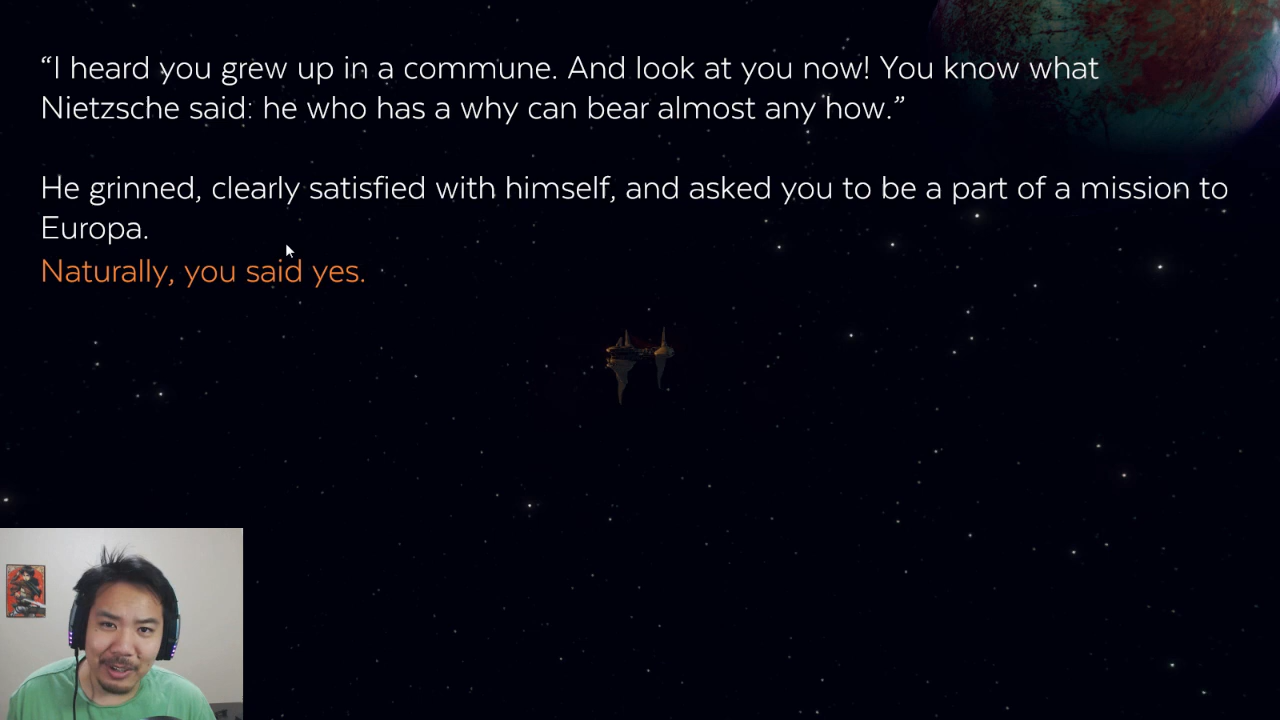 “I heard you grew up in a commune. And look at you now! You know what
Nietzsche said: he who has a why can bear almost any how.”
He grinned, clearly satisfied with himself, and asked you to be a part of a mission to
Europa.
Naturally, you said yes.